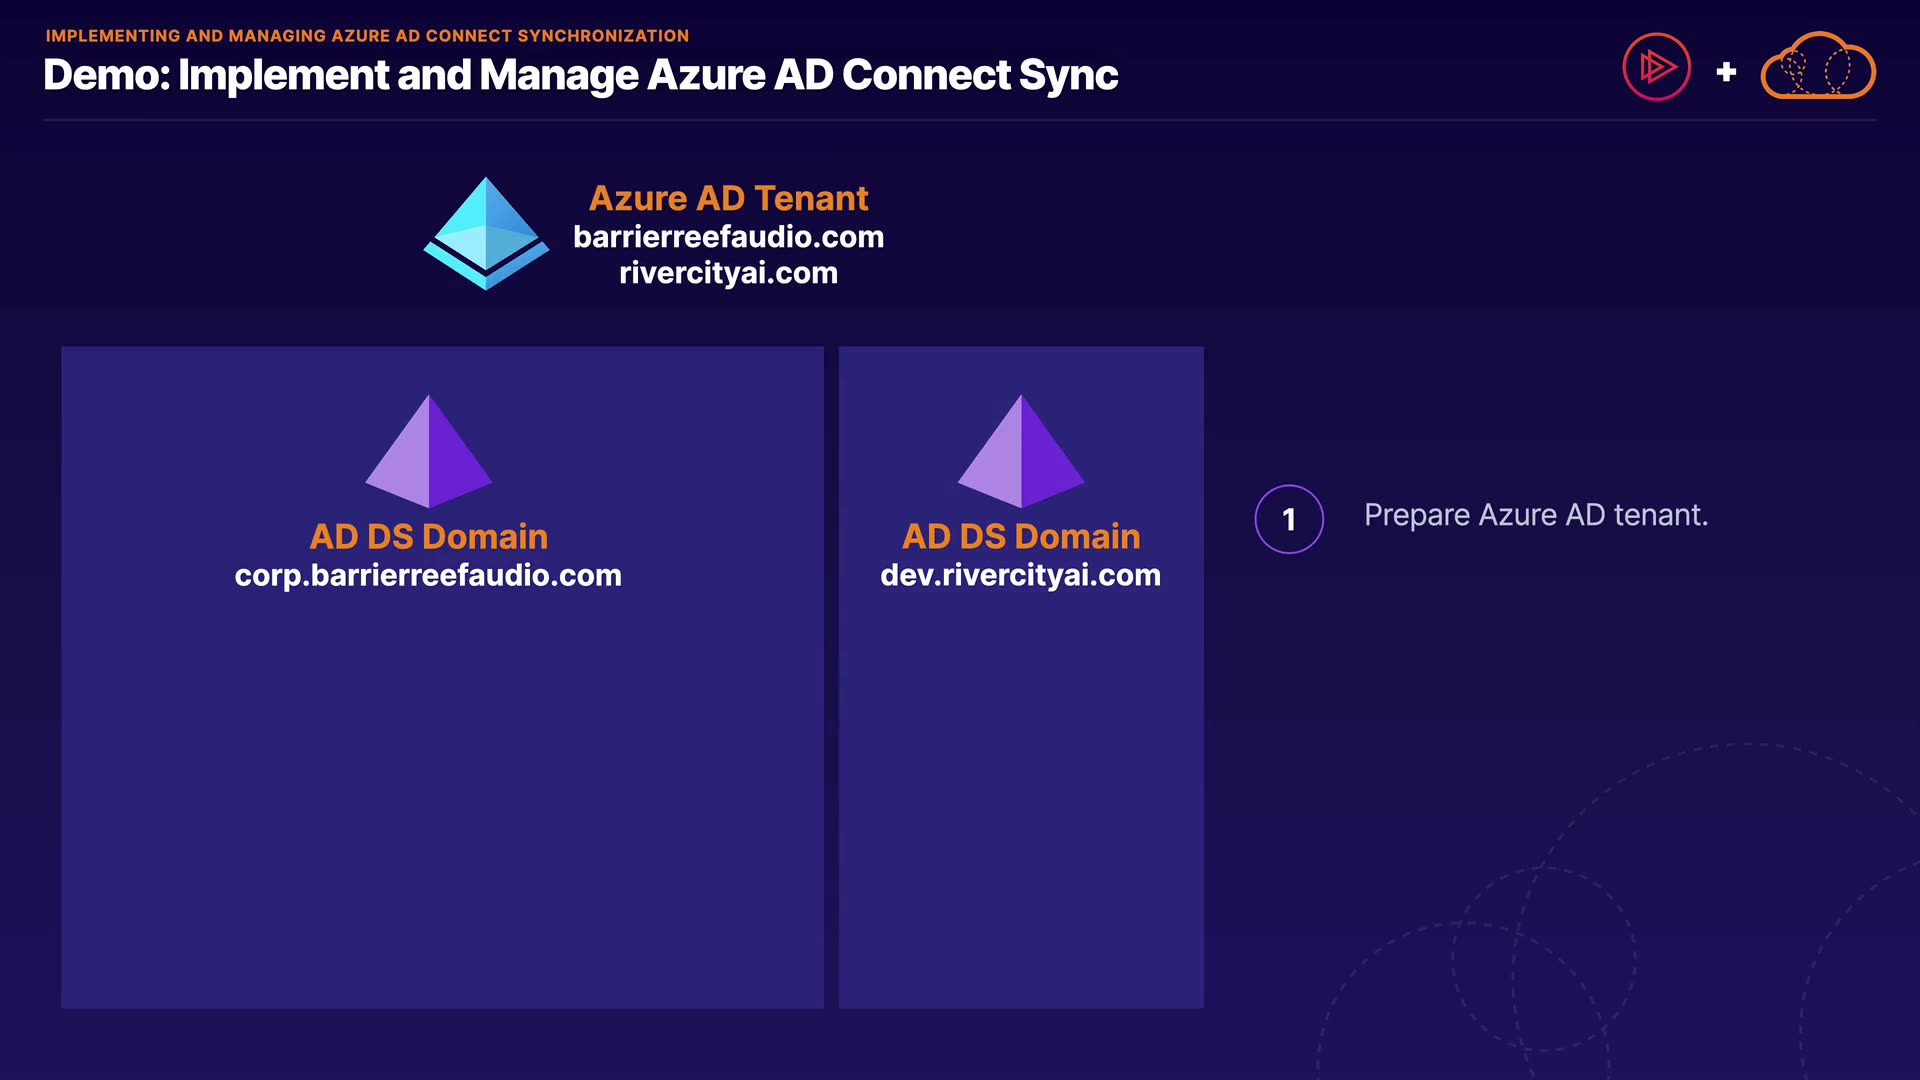 IMPLEMENTING AND MANAGING AZURE AD CONNECT SYNCHRONIZATION
Demo: Implement and Manage Azure AD Connect Sync
+
Azure AD Tenant
barrierreefaudio.com
rivercityai.com
AD DS Domain
corp.barrierreefaudio.com
AD DS Domain
dev.rivercityai.com
1
Prepare Azure AD tenant.